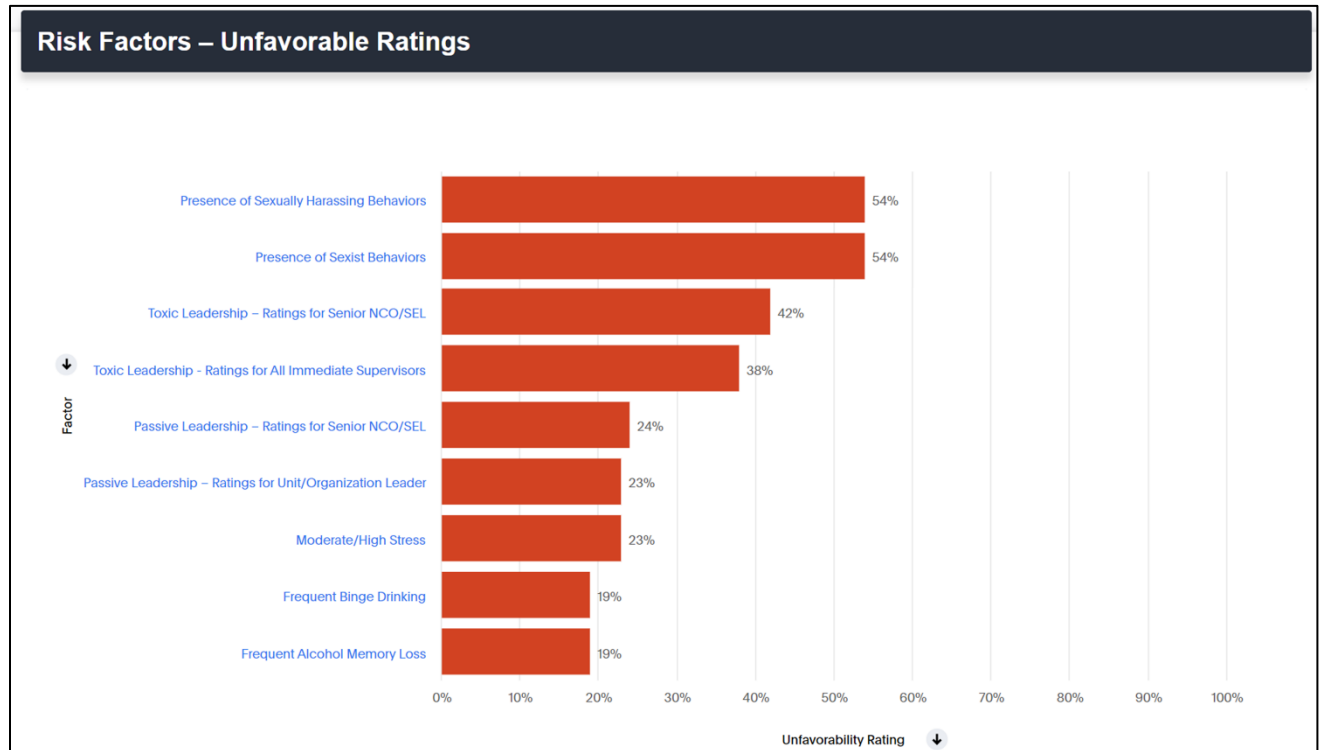 Risk Factors – Unfavorable Ratings
Presence of Sexually Harassing Behaviors
54%
Presence of Sexist Behaviors
54%
Toxic Leadership – Ratings for Senior NCO/SEL
42%
Toxic Leadership - Ratings for All Immediate Supervisors
38%
Passive Leadership – Ratings for Senior NCO/SEL
24%
Passive Leadership – Ratings for Unit/Organization Leader
23%
Moderate/High Stress
23%
Frequent Binge Drinking
19%
Frequent Alcohol Memory Loss
19%
Factor
0% 10% 20% 30% 40% 50% 60% 70% 80% 90% 100%
Unfavorability Rating